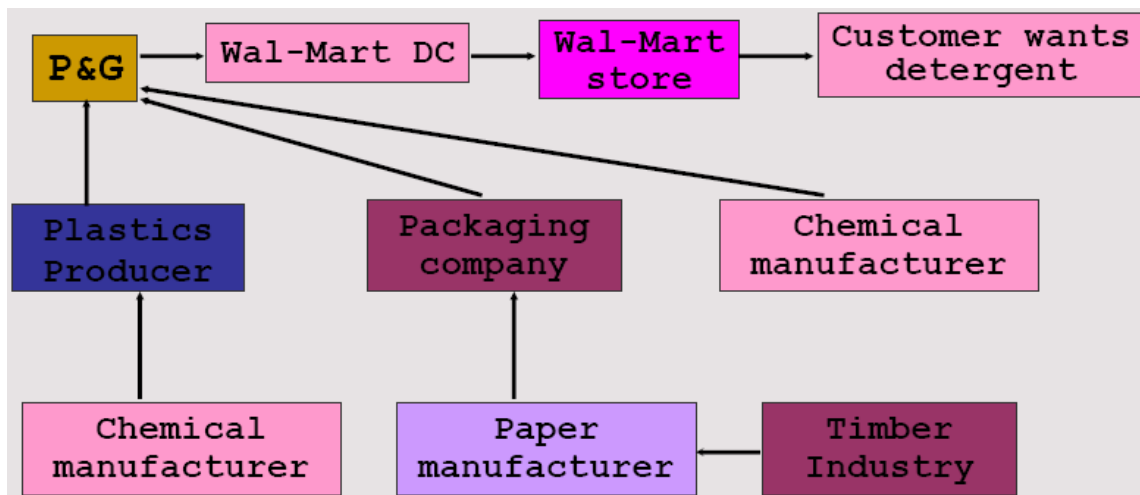 P&G
Wal-Mart DC
Wal-Mart
store
Customer wants
detergent
Plastics
Producer
Packaging
company
Chemical
manufacturer
Chemical
manufacturer
Paper
manufacturer
Timber
Industry